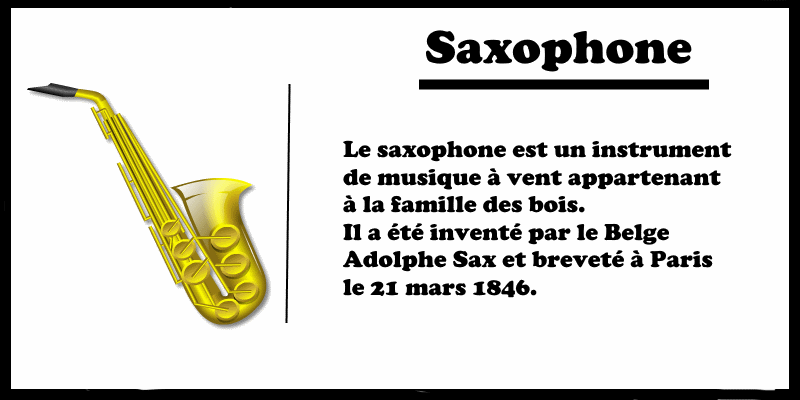 Saxophone
Le saxophone est un instrument
de musique à vent appartenant
à la famille des bois.
Il a été inventé par le Belge
Adolphe Sax et breveté à Paris
le 21 mars 1846.